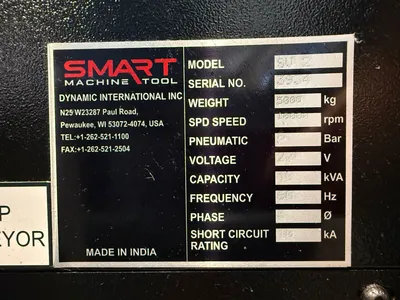 SMART
MACHINE TOOL
DYNAMIC INTERNATIONAL INC
N25 W23287 Paul Road,
Pewaukee, WI 53072-4074, USA
TEL:+1-262-521-1100
FAX:+1-262-521-2504
MADE IN INDIA
MODEL
SERIAL NO.
WEIGHT kg
SPD SPEED rpm
PNEUMATIC Bar
VOLTAGE V
CAPACITY kVA
FREQUENCY Hz
PHASE Ø
SHORT CIRCUIT
RATING kA
P
EYOR